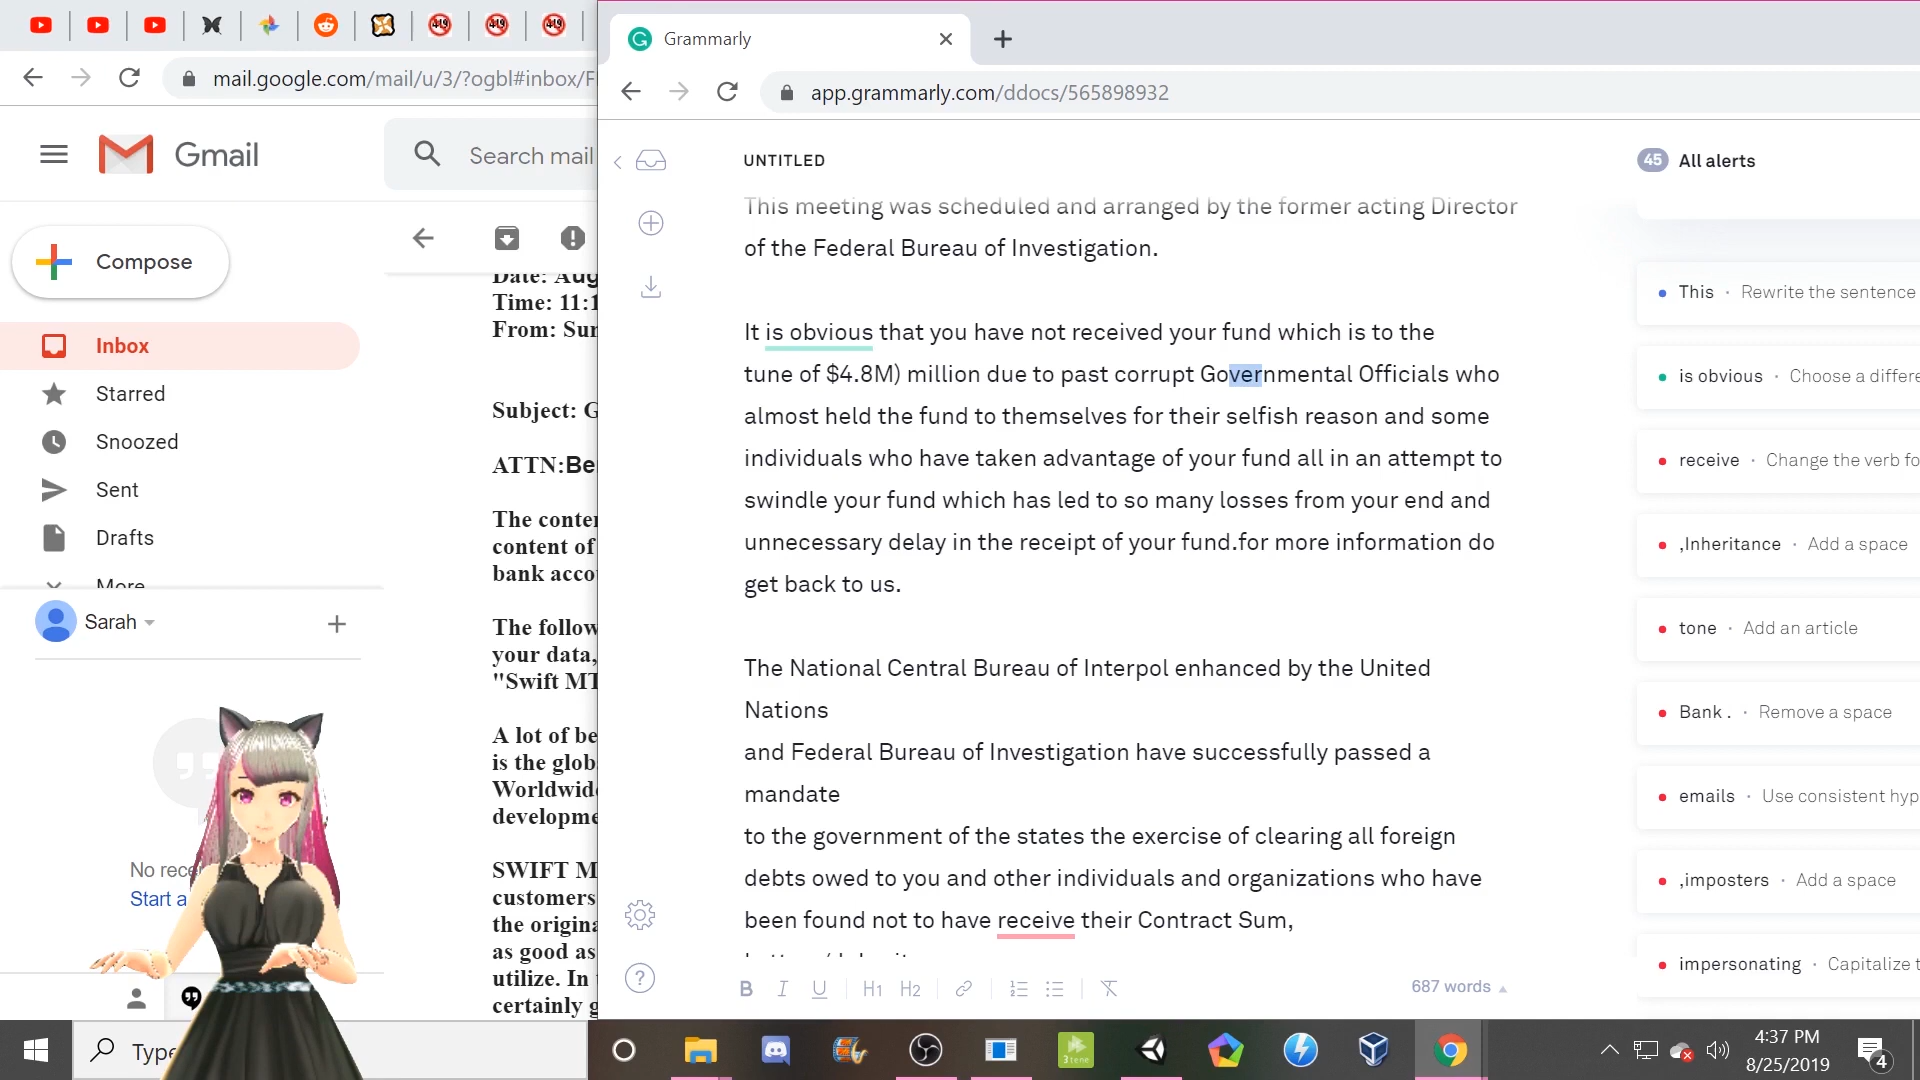 Grammarly
mail.google.com/mail/u/3/?ogbl#inbox/F
app.grammarly.com/ddocs/565898932
Gmail
Search mail
Compose
Inbox
Starred
Snoozed
Sent
Drafts
More
Sarah
No rece
Start a
Date: Aug
Time: 11:1
From: Sun
Subject: G
ATTN:Be
The conten
content of
bank acco
The follow
your data,
"Swift MT
A lot of be
is the glob
Worldwide
developme
SWIFT M
customers
the origina
as good as
utilize. In
certainly g
UNTITLED
This meeting was scheduled and arranged by the former acting Director
of the Federal Bureau of Investigation.
It is obvious that you have not received your fund which is to the
tune of $4.8M) million due to past corrupt Governmental Officials who
almost held the fund to themselves for their selfish reason and some
individuals who have taken advantage of your fund all in an attempt to
swindle your fund which has led to so many losses from your end and
unnecessary delay in the receipt of your fund.for more information do
get back to us.
The National Central Bureau of Interpol enhanced by the United
Nations
and Federal Bureau of Investigation have successfully passed a
mandate
to the government of the states the exercise of clearing all foreign
debts owed to you and other individuals and organizations who have
been found not to have receive their Contract Sum,
B I U H1 H2
687 words
45 All alerts
This · Rewrite the sentence
is obvious · Choose a differe
receive · Change the verb fo
,Inheritance · Add a space
tone · Add an article
Bank . · Remove a space
emails · Use consistent hyp
,imposters · Add a space
impersonating · Capitalize t
Type
3tene
4:37 PM
8/25/2019
4